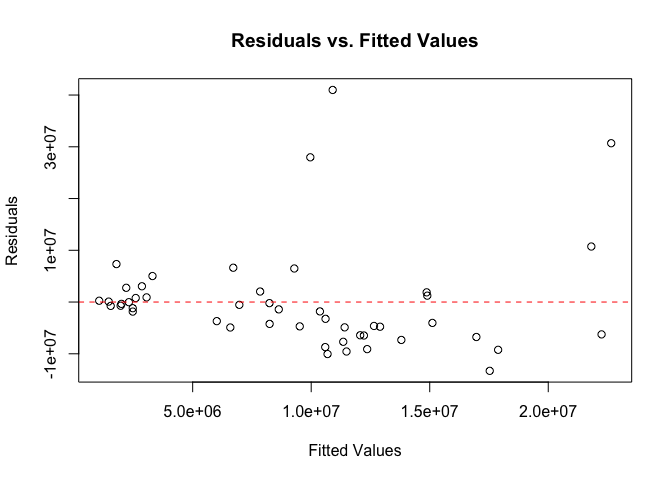 Residuals vs. Fitted Values
3e+07
1e+07
-1e+07
Residuals
5.0e+06 1.0e+07 1.5e+07 2.0e+07
Fitted Values